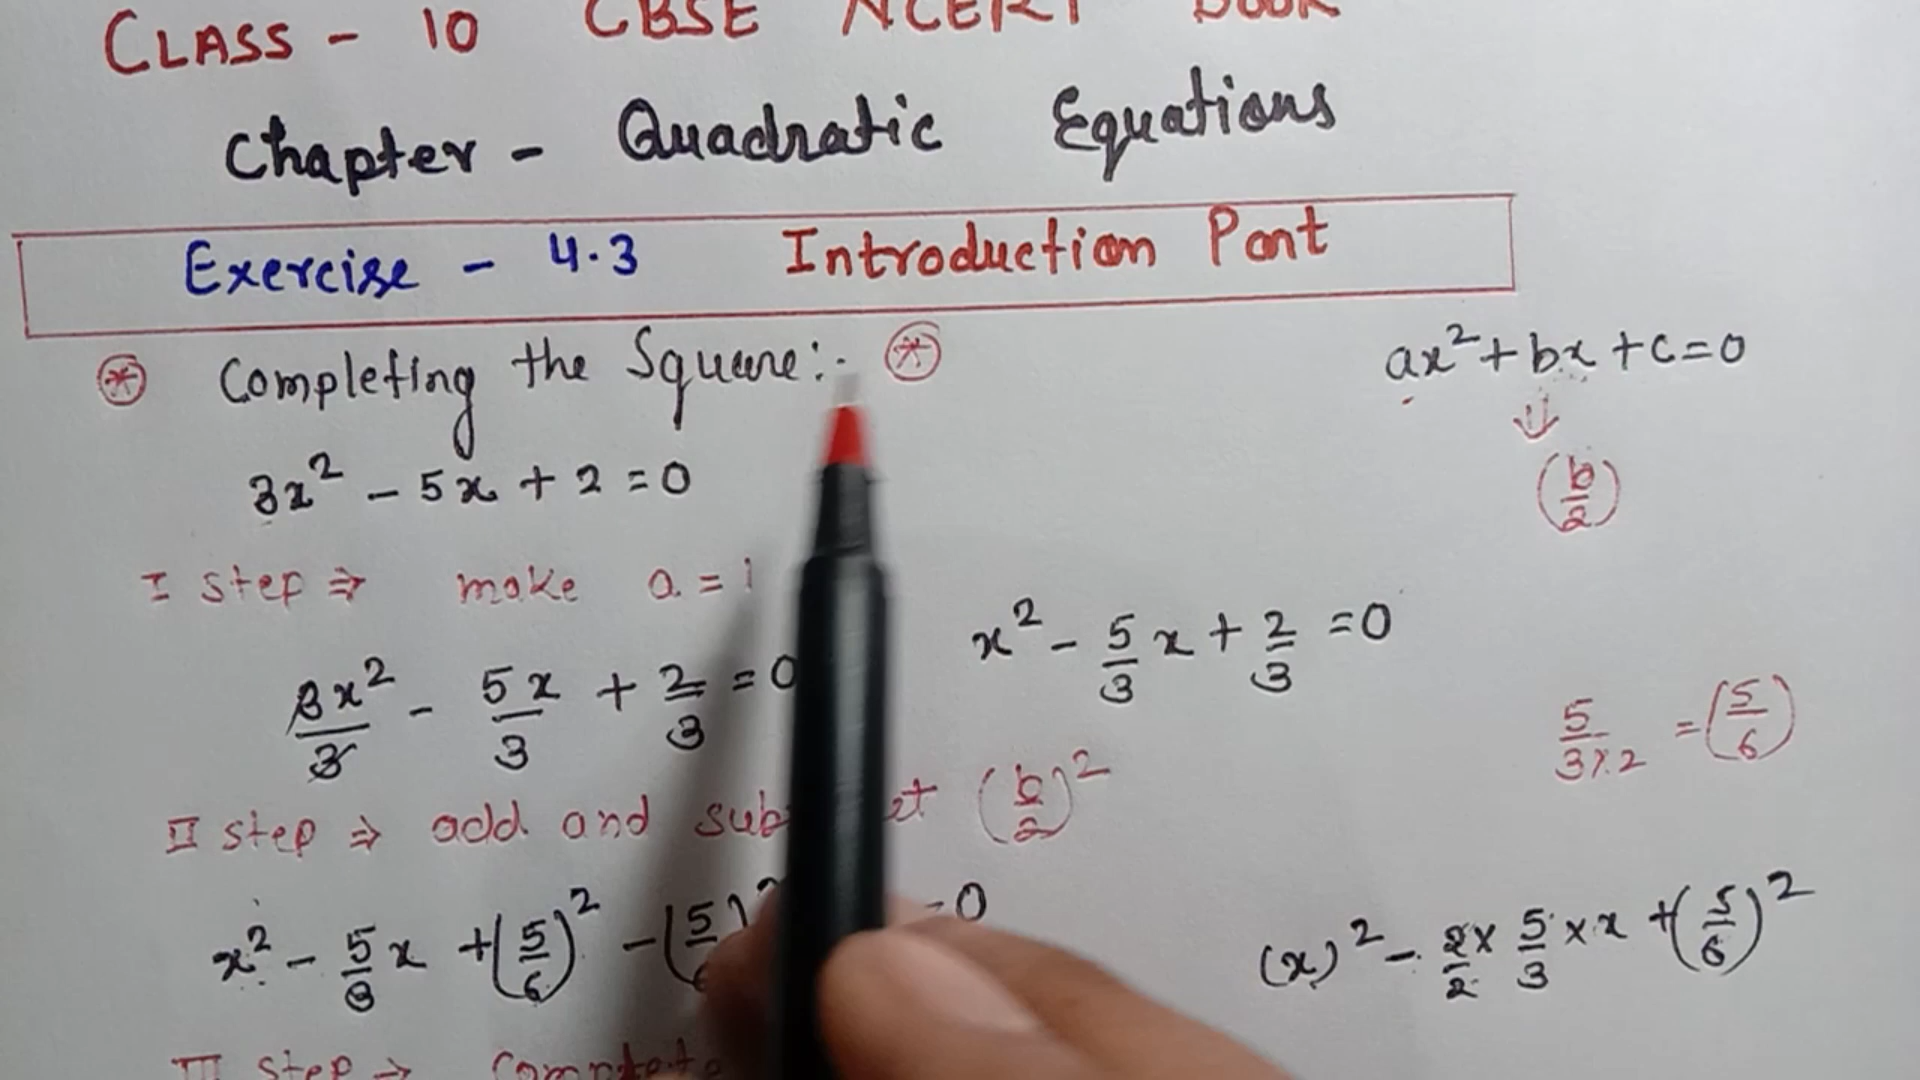 CLASS - 10 CBSE NCERT BOOK
Chapter - Quadratic Equations
Exercise - 4.3 Introduction Part
* Completing the Square:- *
ax² + bx + c = 0
⇓
(b/2)
3x² - 5x + 2 = 0
I step ⇒ make a = 1
3x²/3 - 5x/3 + 2/3 = 0
x² - 5/3 x + 2/3 = 0
5/3×2 = (5/6)
II step ⇒ add and (b/2)²
x² - 5/3 x + (5/6)² - = 0
(x)² - 2/2 × 5/3 × x + (5/6)²
III step ⇒